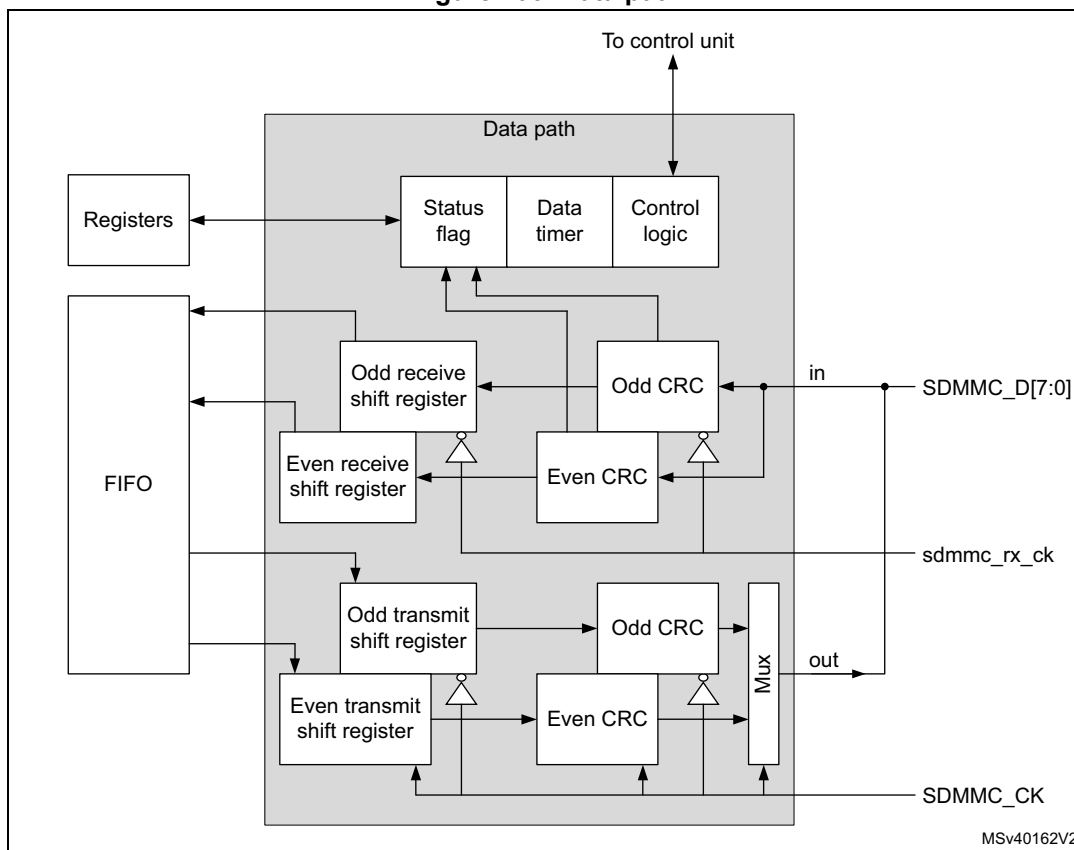 To control unit
Data path
Registers
Status
flag
Data
timer
Control
logic
Odd receive
shift register
Odd CRC
in
SDMMC_D[7:0]
Even receive
shift register
Even CRC
FIFO
sdmmc_rx_ck
Odd transmit
shift register
Odd CRC
Mux
out
Even transmit
shift register
Even CRC
SDMMC_CK
MSv40162V2